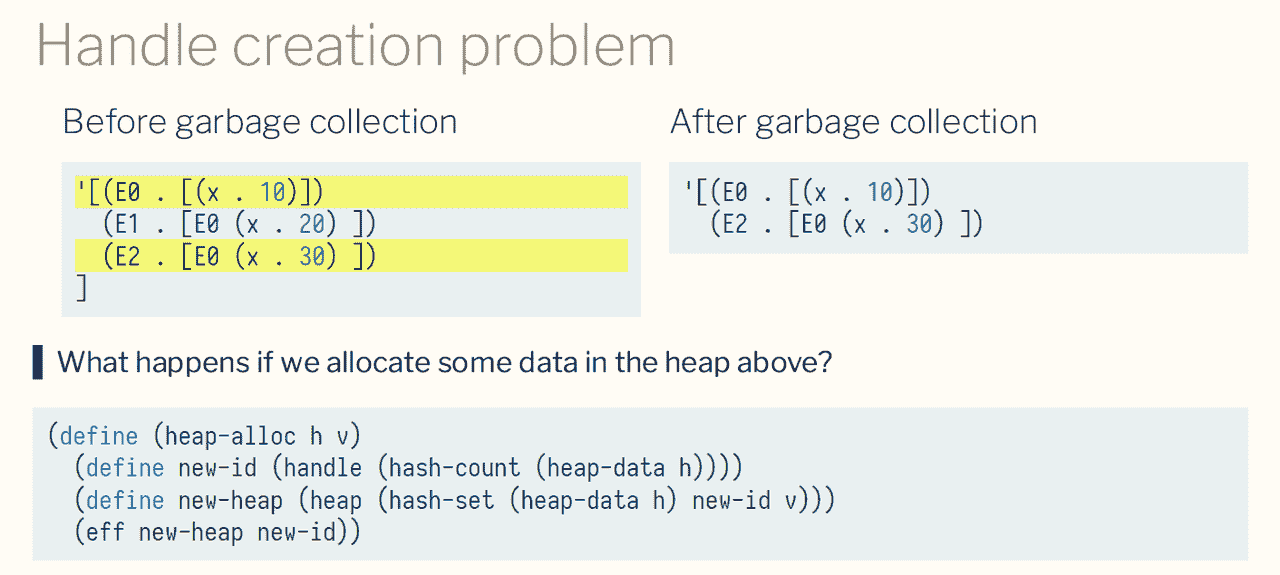 Handle creation problem
Before garbage collection
'[(E0 . [(x . 10)])
(E1 . [E0 (x . 20) ])
(E2 . [E0 (x . 30) ])
]
After garbage collection
'[(E0 . [(x . 10)])
(E2 . [E0 (x . 30) ])
What happens if we allocate some data in the heap above?
(define (heap-alloc h v)
(define new-id (handle (hash-count (heap-data h))))
(define new-heap (heap (hash-set (heap-data h) new-id v)))
(eff new-heap new-id))